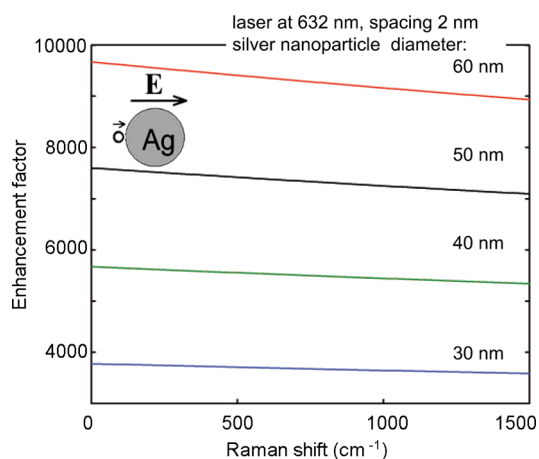 laser at 632 nm, spacing 2 nm
silver nanoparticle diameter:
10000
60 nm
E
Ag
8000
50 nm
6000
40 nm
4000
30 nm
Enhancement factor
0
500
1000
1500
Raman shift (cm⁻¹)